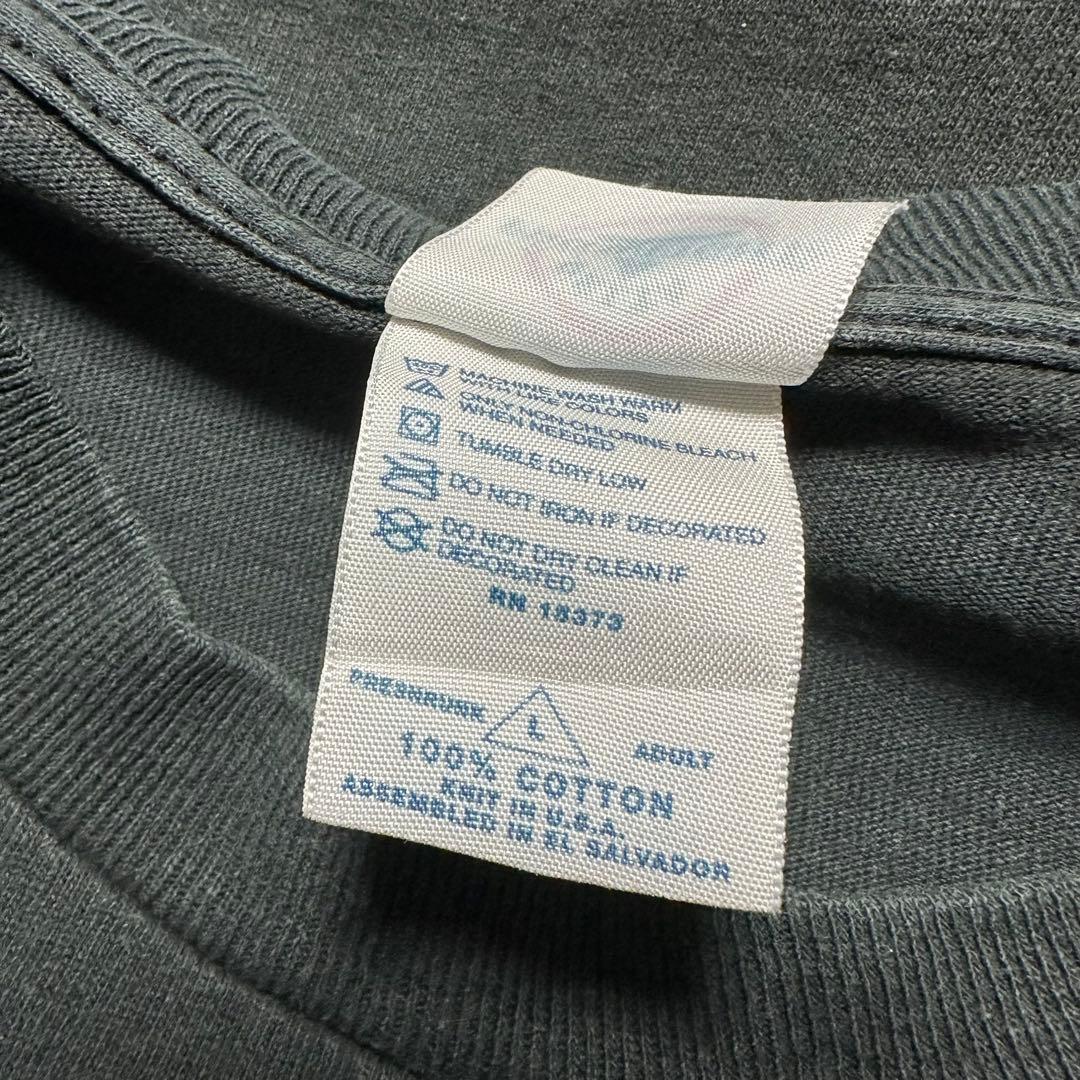 MACHINE WASH WARM
WITH LIKE COLORS
ONLY NON-CHLORINE BLEACH
WHEN NEEDED
TUMBLE DRY LOW
DO NOT IRON IF DECORATED
DO NOT DRY CLEAN IF
DECORATED
RN 18373
PRESHRUNK L ADULT
100% COTTON
KNIT IN U.S.A.
ASSEMBLED IN EL SALVADOR